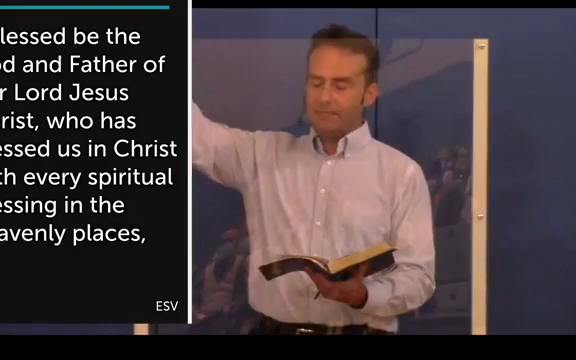 lessed be the
d and Father of
r Lord Jesus
rist, who has
essed us in Christ
th every spiritual
essing in the
avenly places,
ESV